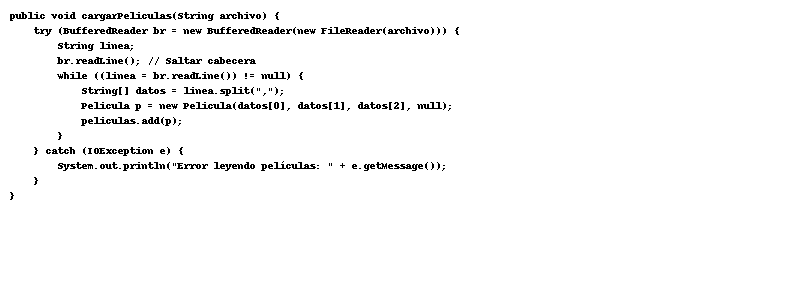 public void cargarPeliculas(String archivo) {
    try (BufferedReader br = new BufferedReader(new FileReader(archivo))) {
        String linea;
        br.readLine(); // Saltar cabecera
        while ((linea = br.readLine()) != null) {
            String[] datos = linea.split(",");
            Pelicula p = new Pelicula(datos[0], datos[1], datos[2], null);
            peliculas.add(p);
        }
    } catch (IOException e) {
        System.out.println("Error leyendo películas: " + e.getMessage());
    }
}